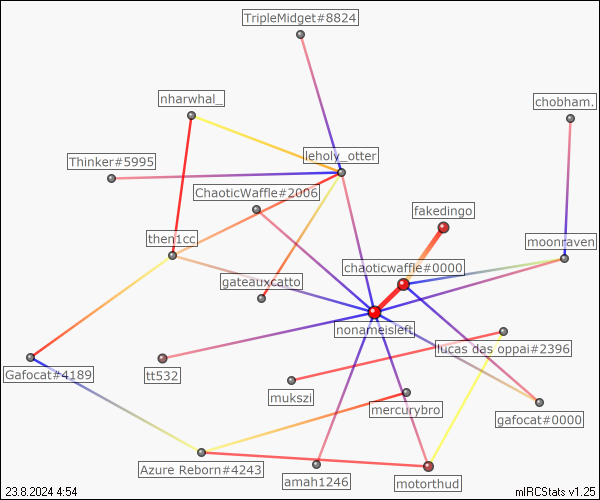 TripleMidget#8824
nharwhal_
chobham.
leholy_otter
Thinker#5995
ChaoticWaffle#2006
fakedingo
then1cc
moonraven
chaoticwaffle#0000
gateauxcatto
nonameisleft
lucas das oppai#2396
Gafocat#4189
tt532
mukszi
mercurybro
gafocat#0000
Azure Reborn#4243
amah1246
motorthud
23.8.2024 4:54
mIRCStats v1.25